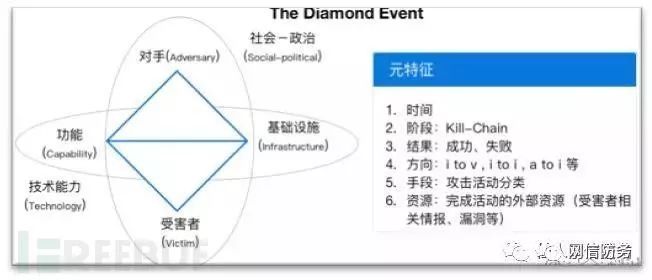 The Diamond Event
社会－政治
(Social-political)
对手(Adversary)
功能
(Capability)
基础设施
(Infrastructure)
技术能力
(Technology)
受害者
(Victim)
元特征
1. 时间
2. 阶段：Kill-Chain
3. 结果：成功、失败
4. 方向：i to v , i to i , a to i 等
5. 手段：攻击活动分类
6. 资源：完成活动的外部资源（受害者相
关情报、漏洞等）
REEBUF
网信防务